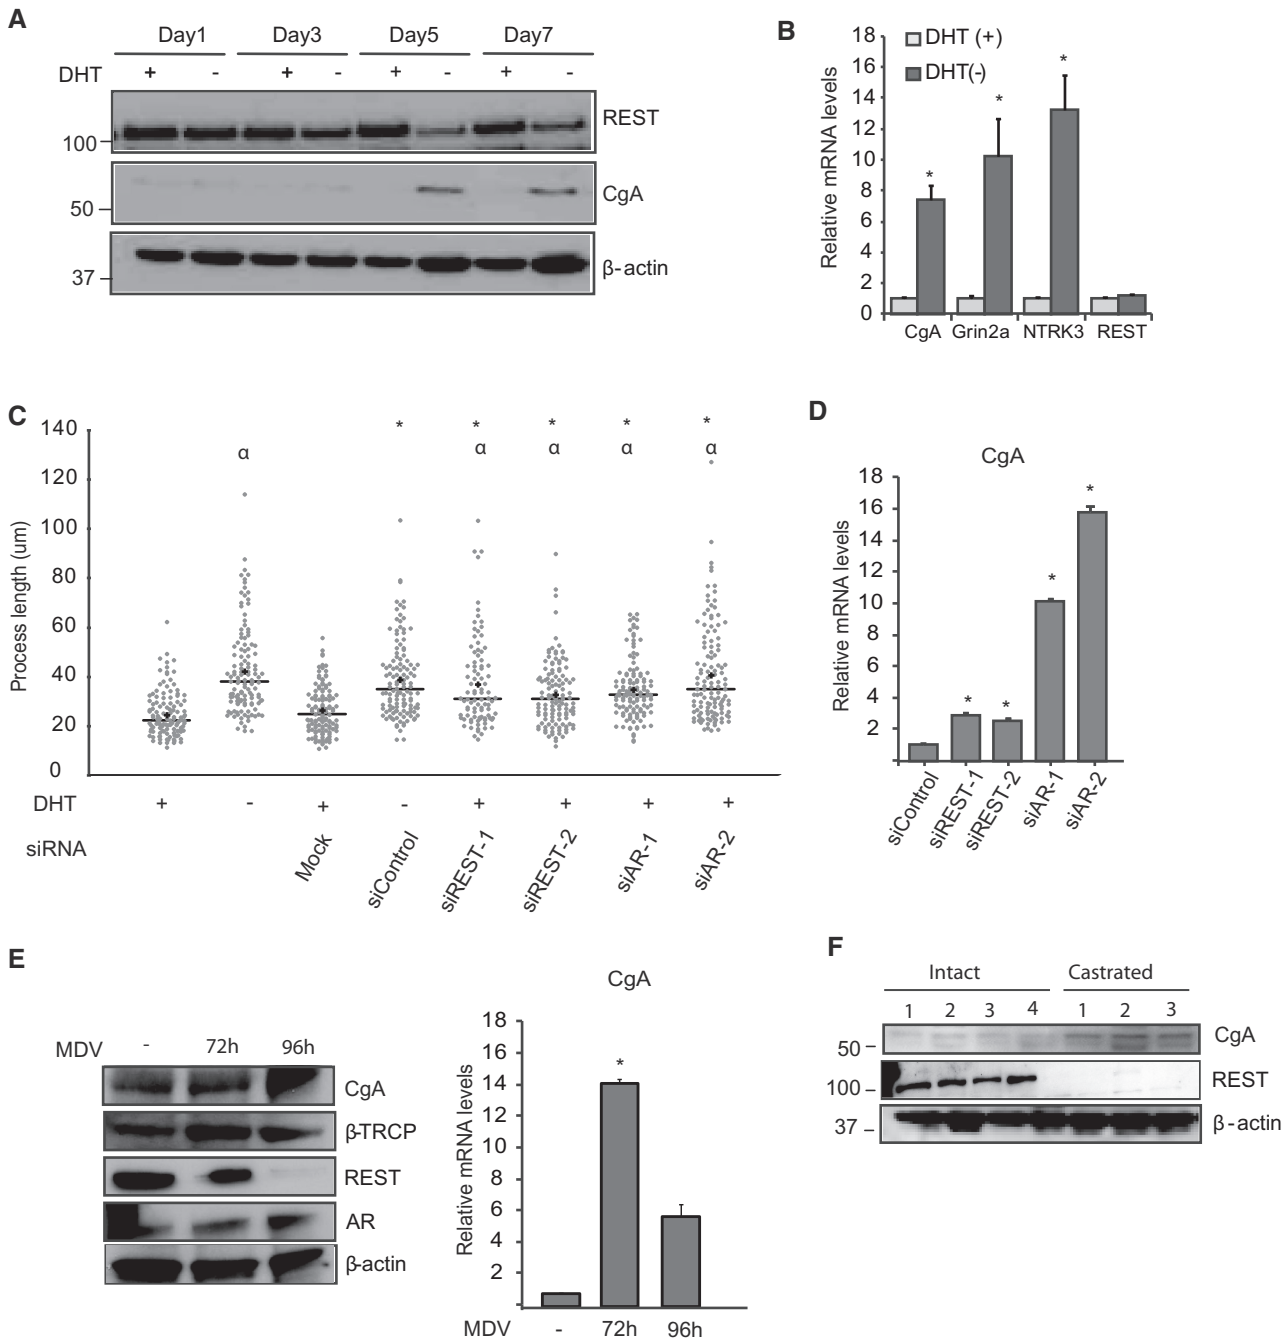 A
Day1 Day3 Day5 Day7
DHT + - + - + - + -
REST
100
CgA
50
β-actin
37
B
Relative mRNA levels
18
16
14
12
10
8
6
4
2
0
DHT (+)
DHT(-)
* * *
CgA Grin2a NTRK3 REST
C
Process length (um)
140
120
100
80
60
40
20
0
α * * * * *
α α α α
DHT + - + - + + + +
siRNA Mock siControl siREST-1 siREST-2 siAR-1 siAR-2
D
CgA
Relative mRNA levels
18
16
14
12
10
8
6
4
2
* * * *
siControl siREST-1 siREST-2 siAR-1 siAR-2
E
MDV - 72h 96h
CgA
β-TRCP
REST
AR
β-actin
CgA
Relative mRNA levels
18
16
14
12
10
8
6
4
2
*
MDV - 72h 96h
F
Intact Castrated
1 2 3 4 1 2 3
CgA
50
REST
100
β-actin
37